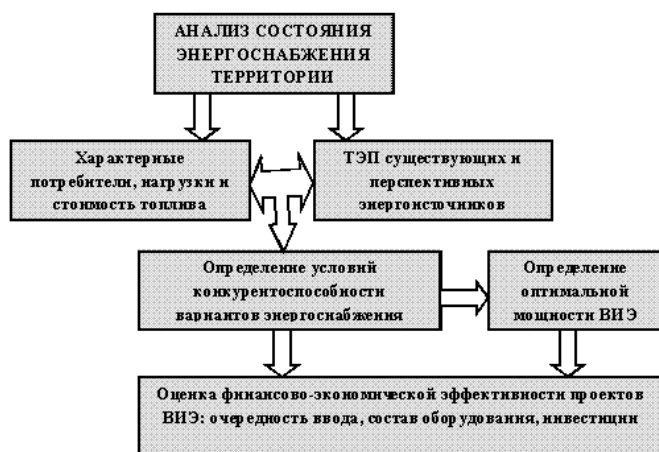 АНАЛИЗ СОСТОЯНИЯ
ЭНЕРГОСНАБЖЕНИЯ
ТЕРРИТОРИИ
Характерные
потребители, нагрузки и
стоимость топлива
ТЭП существующих и
перспективных
энергоисточников
Определение условий
конкурентоспособности
вариантов энергоснабжения
Определение
оптимальной
мощности ВИЭ
Оценка финансово-экономической эффективности проектов
ВИЭ: очередность ввода, состав оборудования, инвестиции